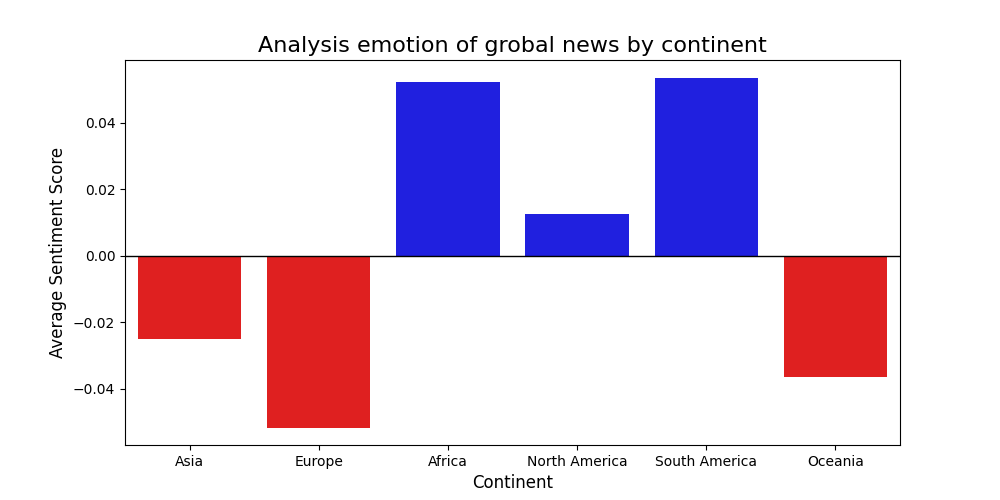 Analysis emotion of grobal news by continent
Average Sentiment Score
0.04
0.02
0.00
−0.02
−0.04
Asia
Europe
Africa
North America
South America
Oceania
Continent